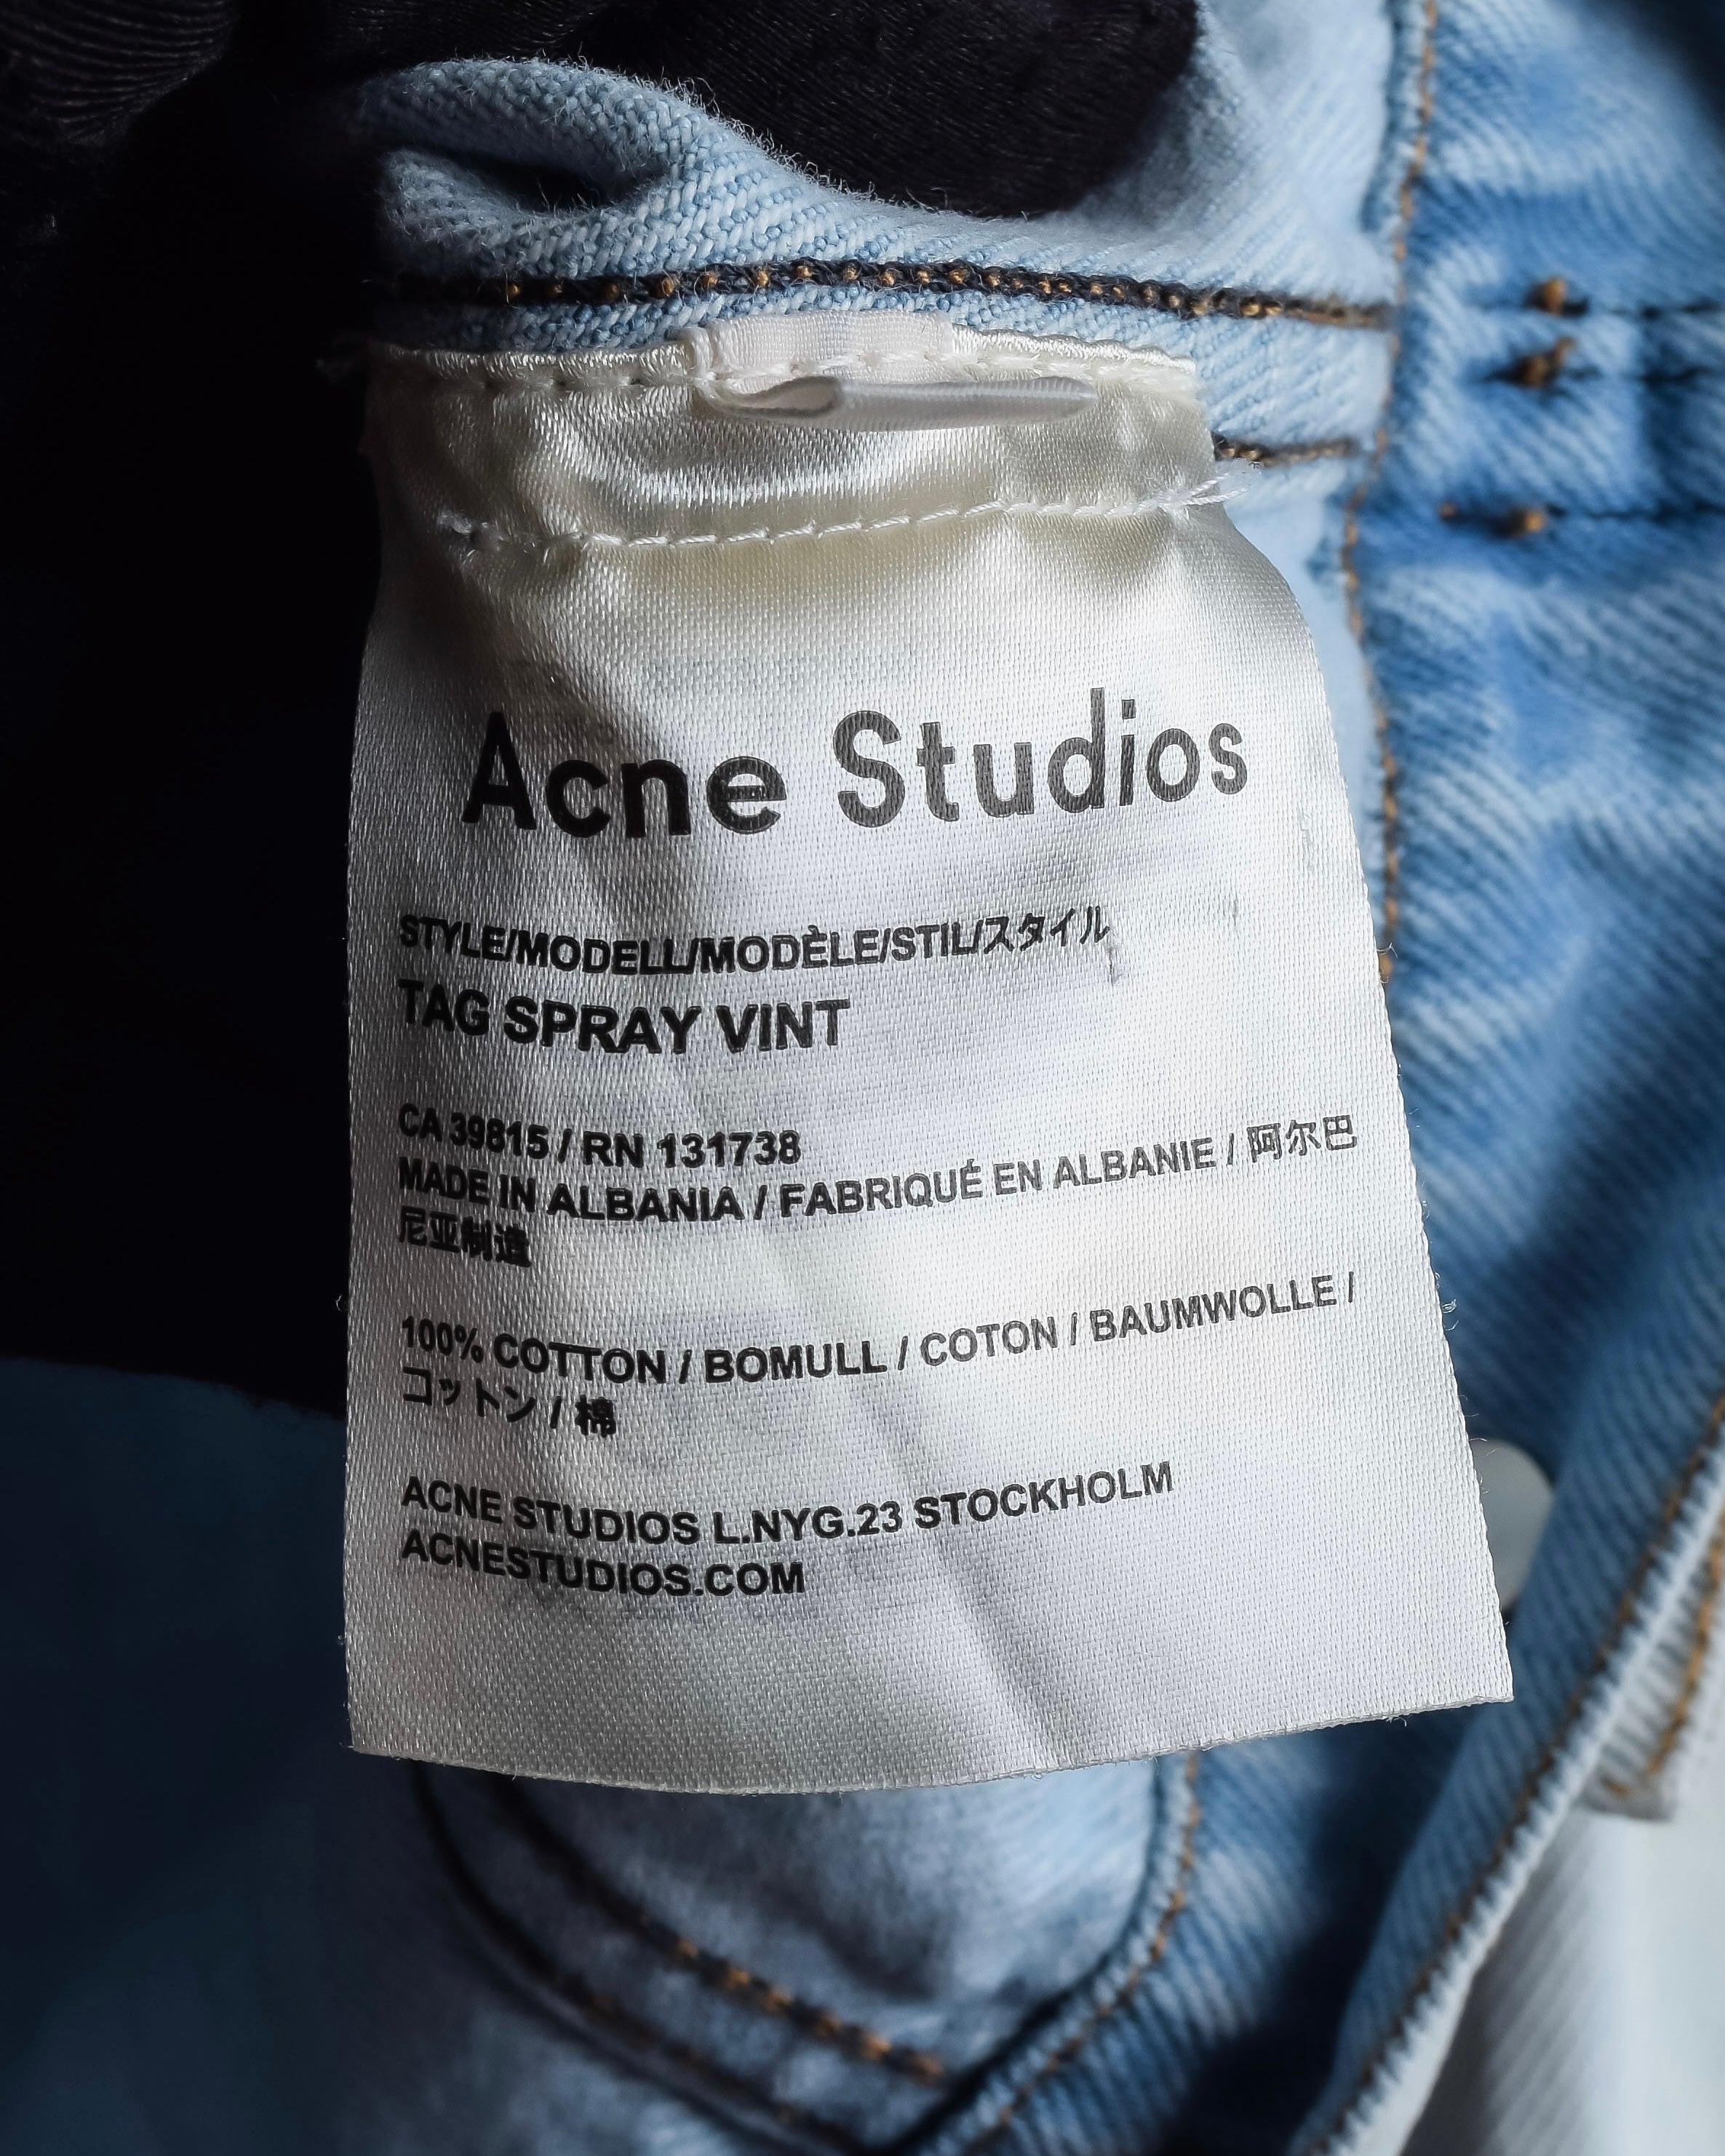 Acne Studios
STYLE/MODELL/MODÈLE/STIL/スタイル
TAG SPRAY VINT
CA 39815 / RN 131738
MADE IN ALBANIA / FABRIQUÉ EN ALBANIE / 阿尔巴
尼亚制造
100% COTTON / BOMULL / COTON / BAUMWOLLE /
コットン / 棉
ACNE STUDIOS L.NYG.23 STOCKHOLM
ACNESTUDIOS.COM